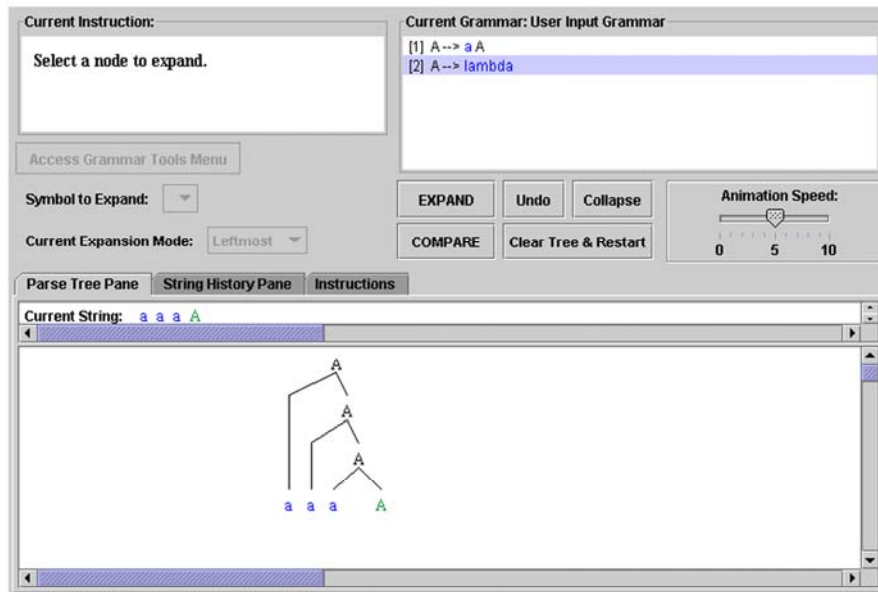 Current Instruction:
Select a node to expand.
Current Grammar: User Input Grammar
[1] A --> a A
[2] A --> lambda
Access Grammar Tools Menu
Symbol to Expand:
Current Expansion Mode: Leftmost
EXPAND Undo Collapse
COMPARE Clear Tree & Restart
Animation Speed:
0 5 10
Parse Tree Pane String History Pane Instructions
Current String: a a a A
A
A
A
a a a A